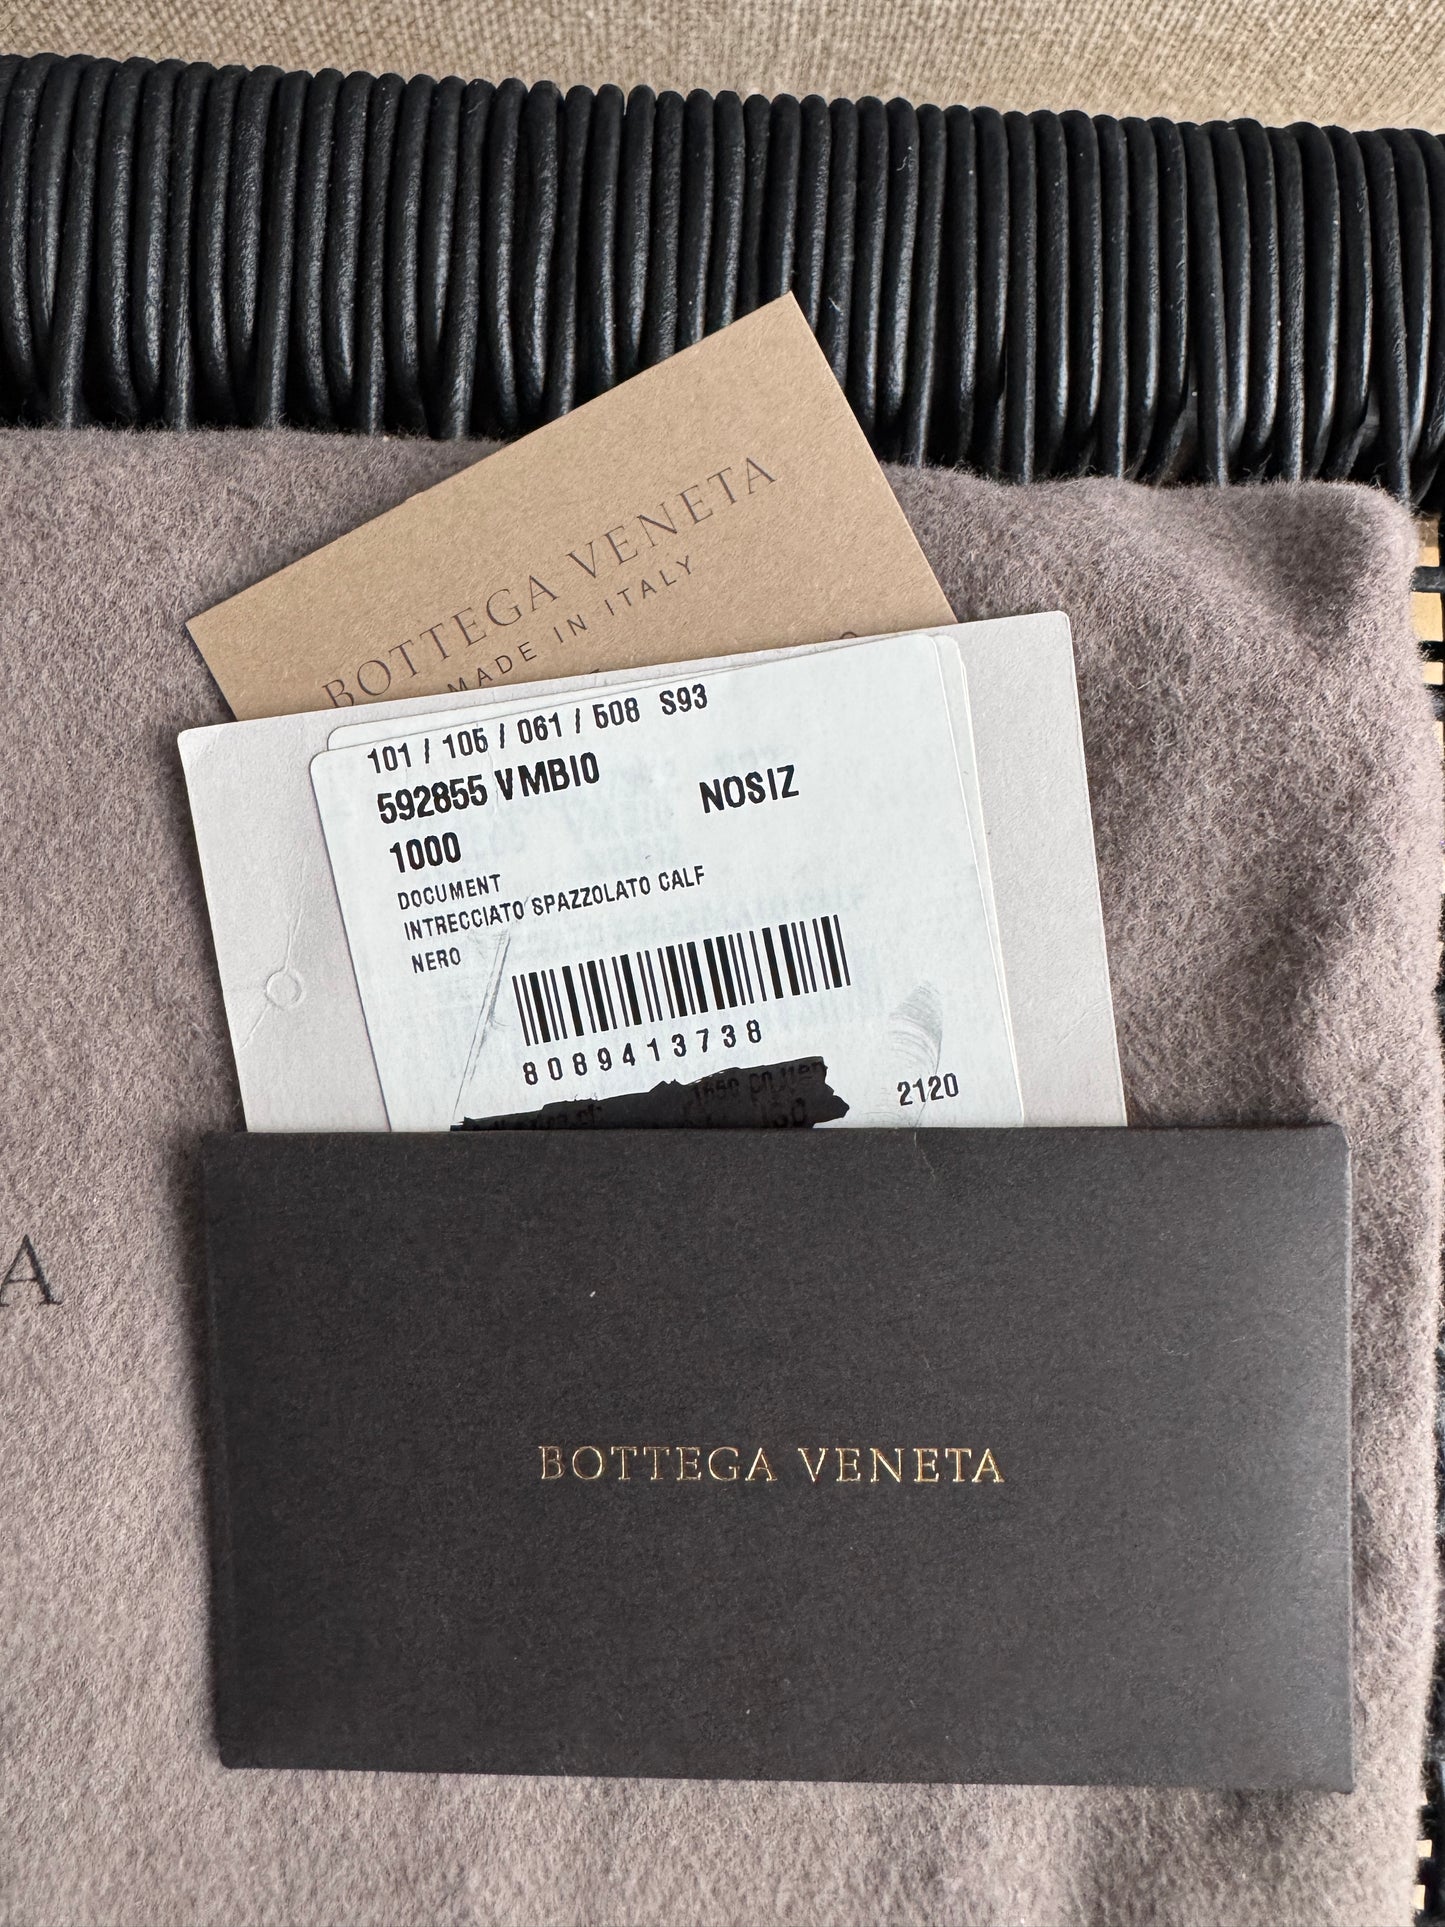 BOTTEGA VENETA
MADE IN ITALY
101 / 105 / 061 / 508 S93
592855 VMBI0
NOSIZ
1000
DOCUMENT
INTRECCIATO SPAZZOLATO CALF
NERO
8089413738
2120
A
BOTTEGA VENETA